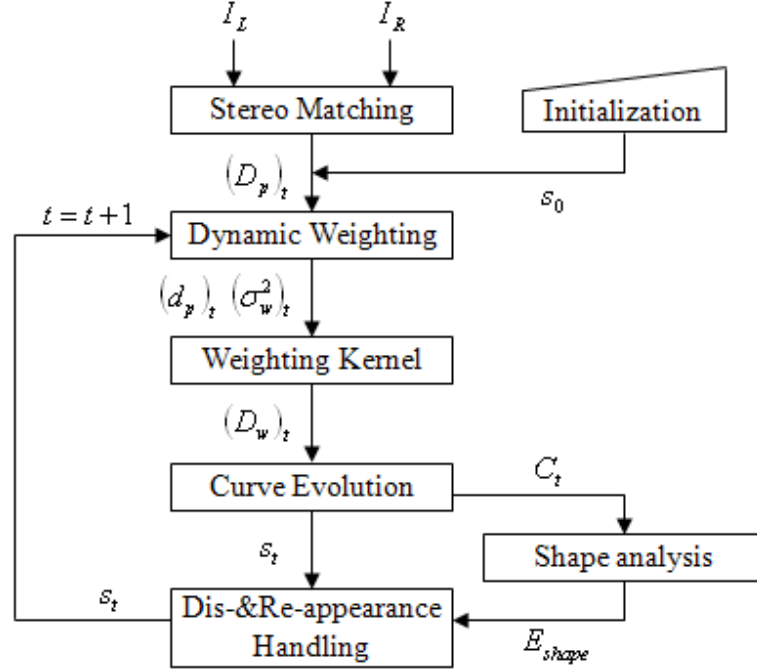 I_L I_R
Stereo Matching
Initialization
(D_p)_t
s_0
t = t + 1
Dynamic Weighting
(d_p)_t (σ_w^2)_t
Weighting Kernel
(D_w)_t
Curve Evolution
C_t
s_t
Shape analysis
s_t
Dis-&Re-appearance
Handling
E_shape